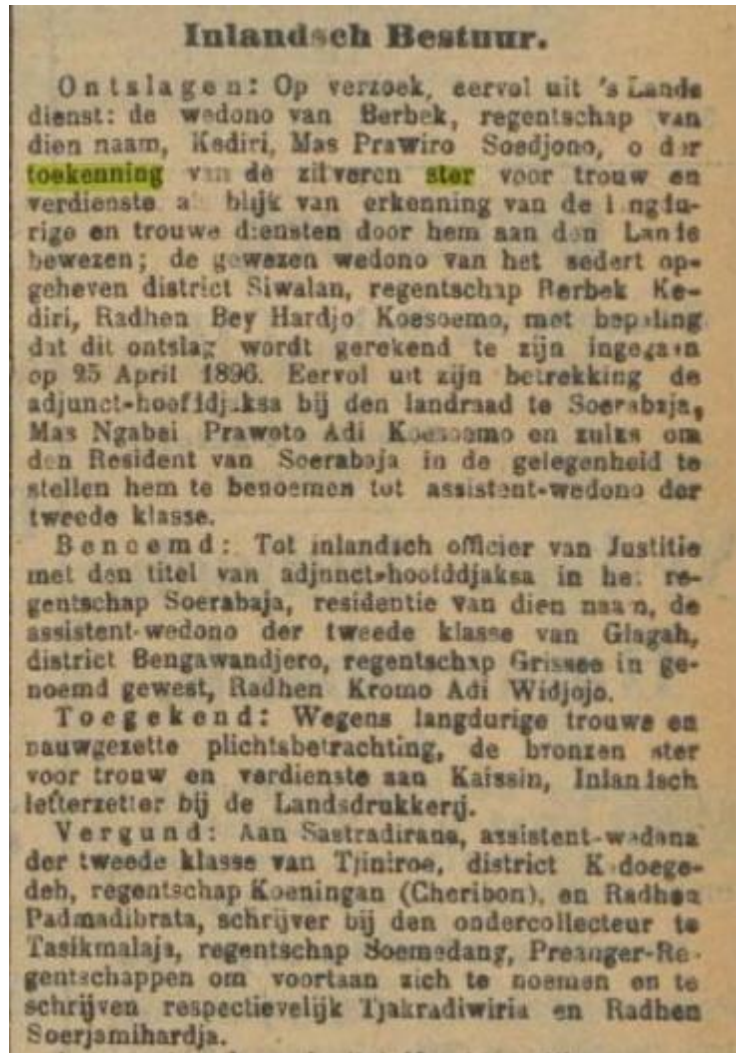 Inlandsch Bestuur.
Ontslagen: Op verzoek, eervol uit 's Lands
dienst: de wedono van Berbek, regentschap van
dien naam, Kediri, Mas Prawiro Soedjono, onder
toekenning van de zilveren ster voor trouw en
verdienste als blijk van erkenning van de langdu-
rige en trouwe diensten door hem aan den Lande
bewezen; de gewezen wedono van het sedert op-
geheven district Siwalan, regentschap Berbek Ke-
diri, Radhen Bey Hardjo Koesoemo, met bepaling
dat dit ontslag wordt gerekend te zijn ingegaan
op 25 April 1896. Eervol uit zijn betrekking de
adjunct-hoefldjaksa bij den landraad te Soerabaja,
Mas Ngabei Prawoto Adi Koesoemo en zulks om
den Resident van Soerabaja in de gelegenheid te
stellen hem te benoemen tot assistent-wedono der
tweede klasse.
Benoemd: Tot inlandsch officier van Justitie
met den titel van adjunct-hoofddjaksa in het re-
gentschap Soerabaja, residentie van dien naam, de
assistent-wedono der tweede klasse van Glagah,
district Bengawandjero, regentschap Grissee in ge-
noemd gewest, Radhen Kromo Adi Widjojo.
Toegekend: Wegens langdurige trouwe en
nauwgezette plichtsbetrachting, de bronzen ster
voor trouw en verdienste aan Kaissin, Inlandsch
letterzetter bij de Landsdrukkerij.
Vergund: Aan Sastradirana, assistent-wedana
der tweede klasse van Tjiniroe, district Kadoege-
deh, regentschap Koeningan (Cheribon), en Radhen
Padmadibrata, schrijver bij den ondercollecteur te
Tasikmalaja, regentschap Soemedang, Preanger-Re-
gentschappen om voortaan zich te noemen en te
schrijven respectievelijk Tjakradiwiria en Radhen
Soerjamihardja.